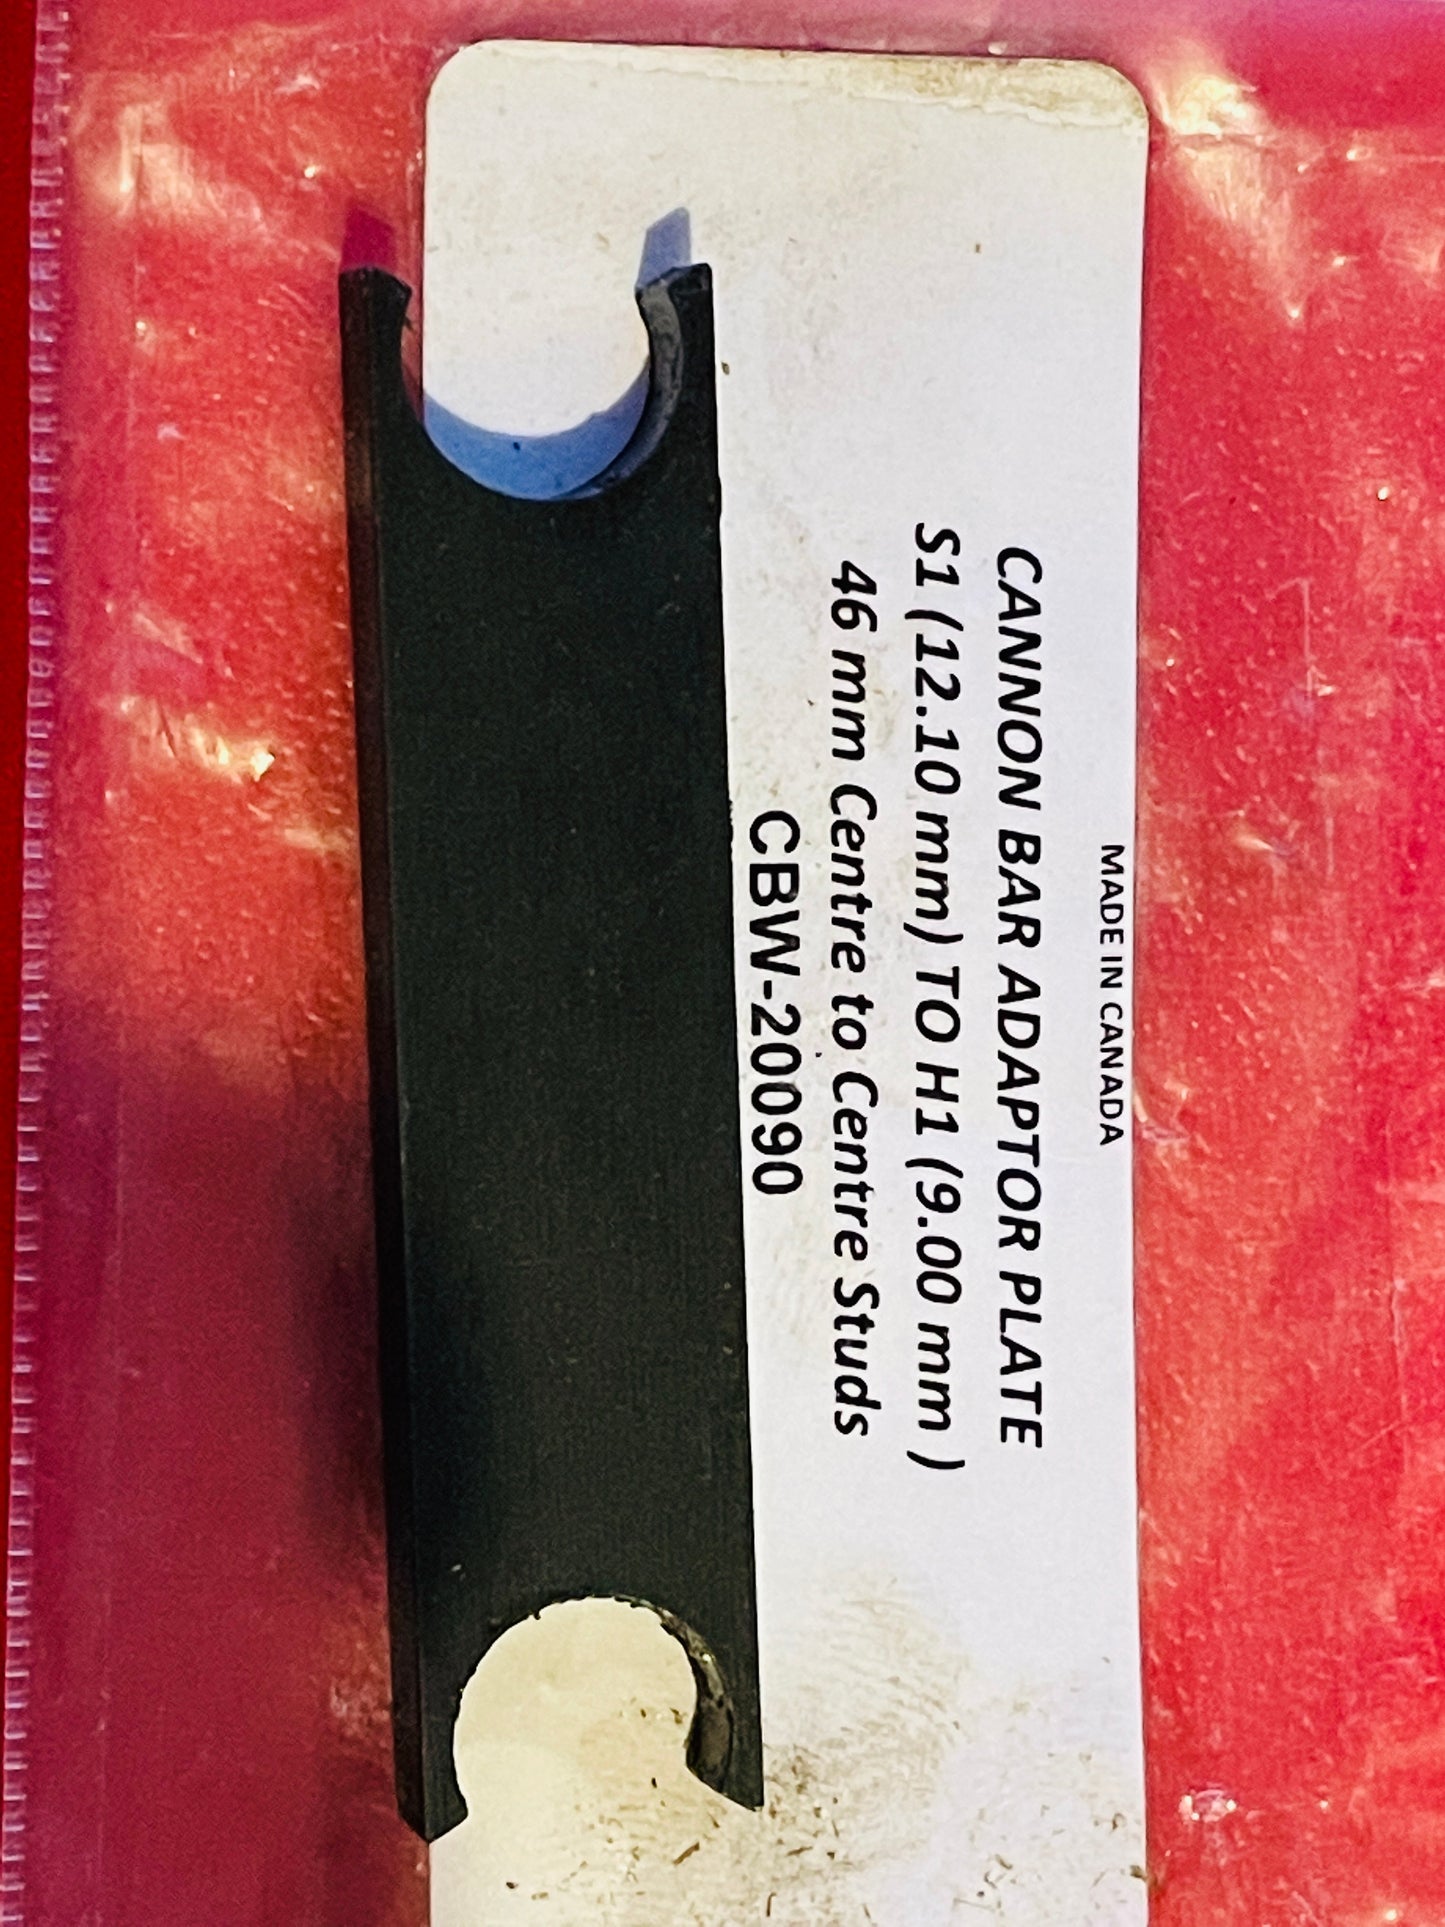 MADE IN CANADA
CANNON BAR ADAPTOR PLATE
S1 (12.10 mm) TO H1 (9.00 mm )
46 mm Centre to Centre Studs
CBW-20090